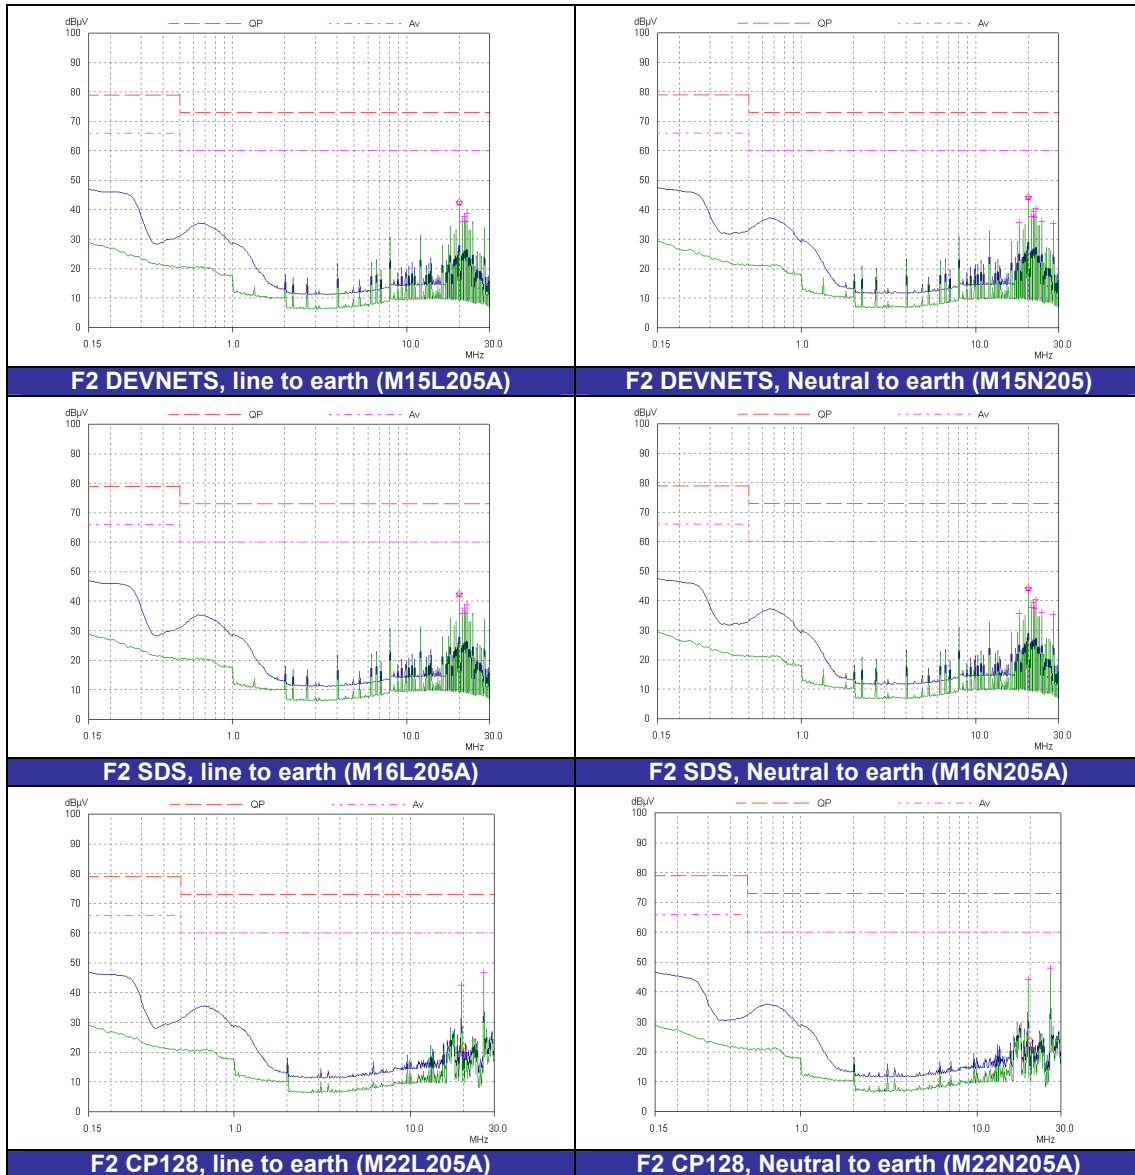 dBµV QP Av
100
90
80
70
60
50
40
30
20
10
0
0.15 1.0 10.0 30.0
MHz
F2 DEVNETS, line to earth (M15L205A)
dBµV QP Av
100
90
80
70
60
50
40
30
20
10
0
0.15 1.0 10.0 30.0
MHz
F2 DEVNETS, Neutral to earth (M15N205)
dBµV QP Av
100
90
80
70
60
50
40
30
20
10
0
0.15 1.0 10.0 30.0
MHz
F2 SDS, line to earth (M16L205A)
dBµV QP Av
100
90
80
70
60
50
40
30
20
10
0
0.15 1.0 10.0 30.0
MHz
F2 SDS, Neutral to earth (M16N205A)
dBµV QP Av
100
90
80
70
60
50
40
30
20
10
0
0.15 1.0 10.0 30.0
MHz
F2 CP128, line to earth (M22L205A)
dBµV QP Av
100
90
80
70
60
50
40
30
20
10
0
0.15 1.0 10.0 30.0
MHz
F2 CP128, Neutral to earth (M22N205A)